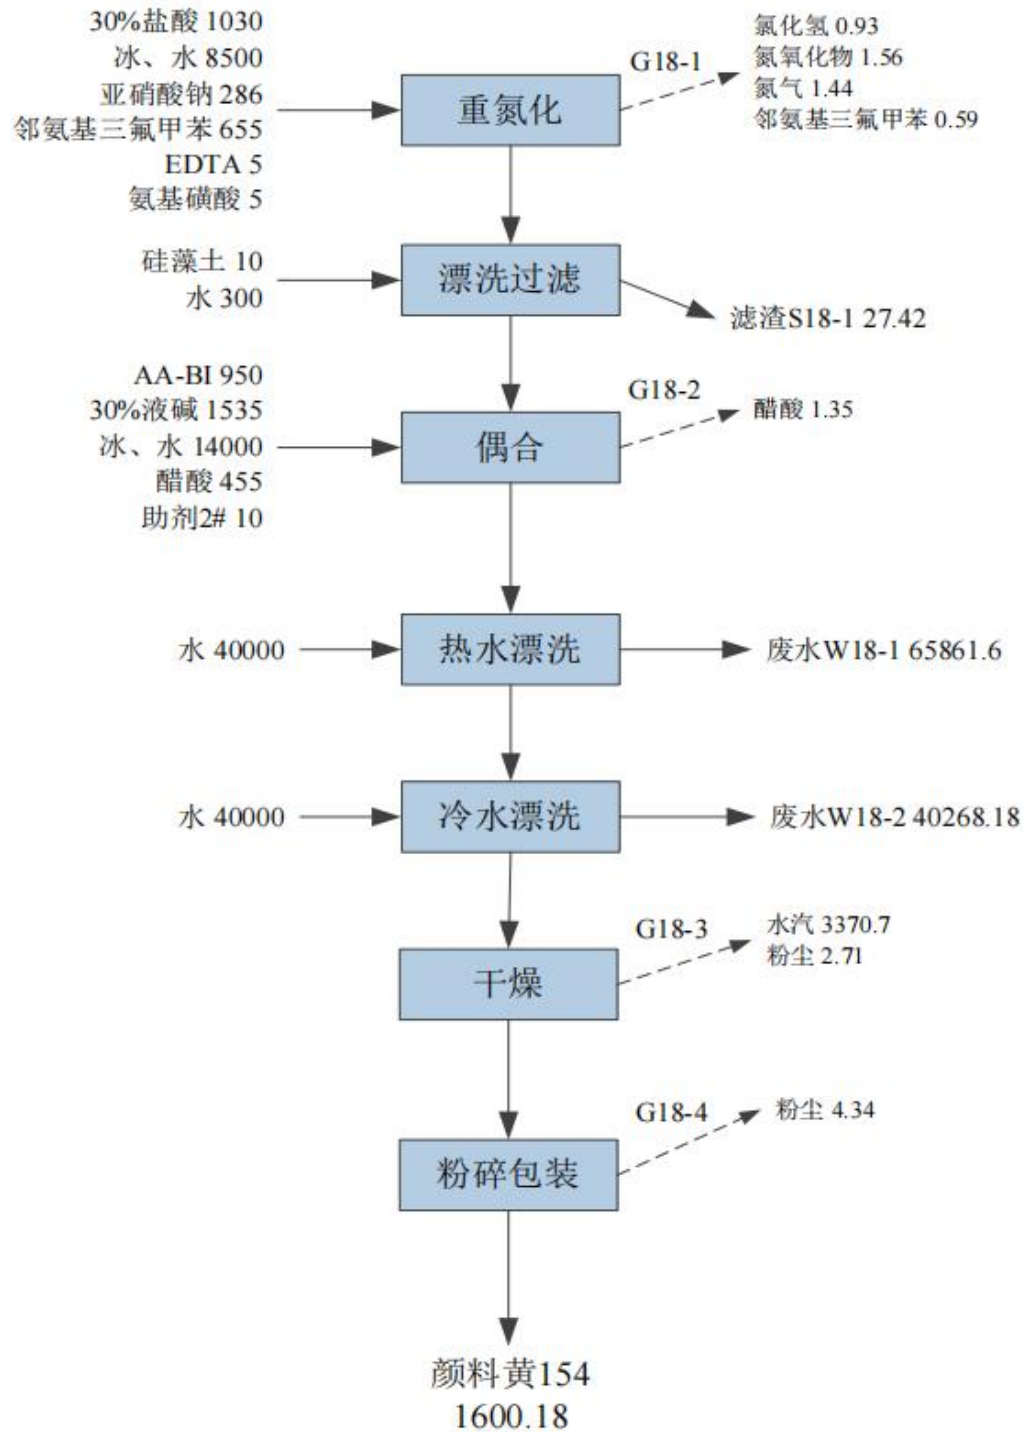 30%盐酸 1030
冰、水 8500
亚硝酸钠 286
邻氨基三氟甲苯 655
EDTA 5
氨基磺酸 5
重氮化
G18-1
氯化氢 0.93
氮氧化物 1.56
氮气 1.44
邻氨基三氟甲苯 0.59
硅藻土 10
水 300
漂洗过滤
滤渣S18-1 27.42
AA-BI 950
30%液碱 1535
冰、水 14000
醋酸 455
助剂2# 10
偶合
G18-2
醋酸 1.35
水 40000
热水漂洗
废水W18-1 65861.6
水 40000
冷水漂洗
废水W18-2 40268.18
干燥
G18-3
水汽 3370.7
粉尘 2.71
粉碎包装
G18-4
粉尘 4.34
颜料黄154
1600.18